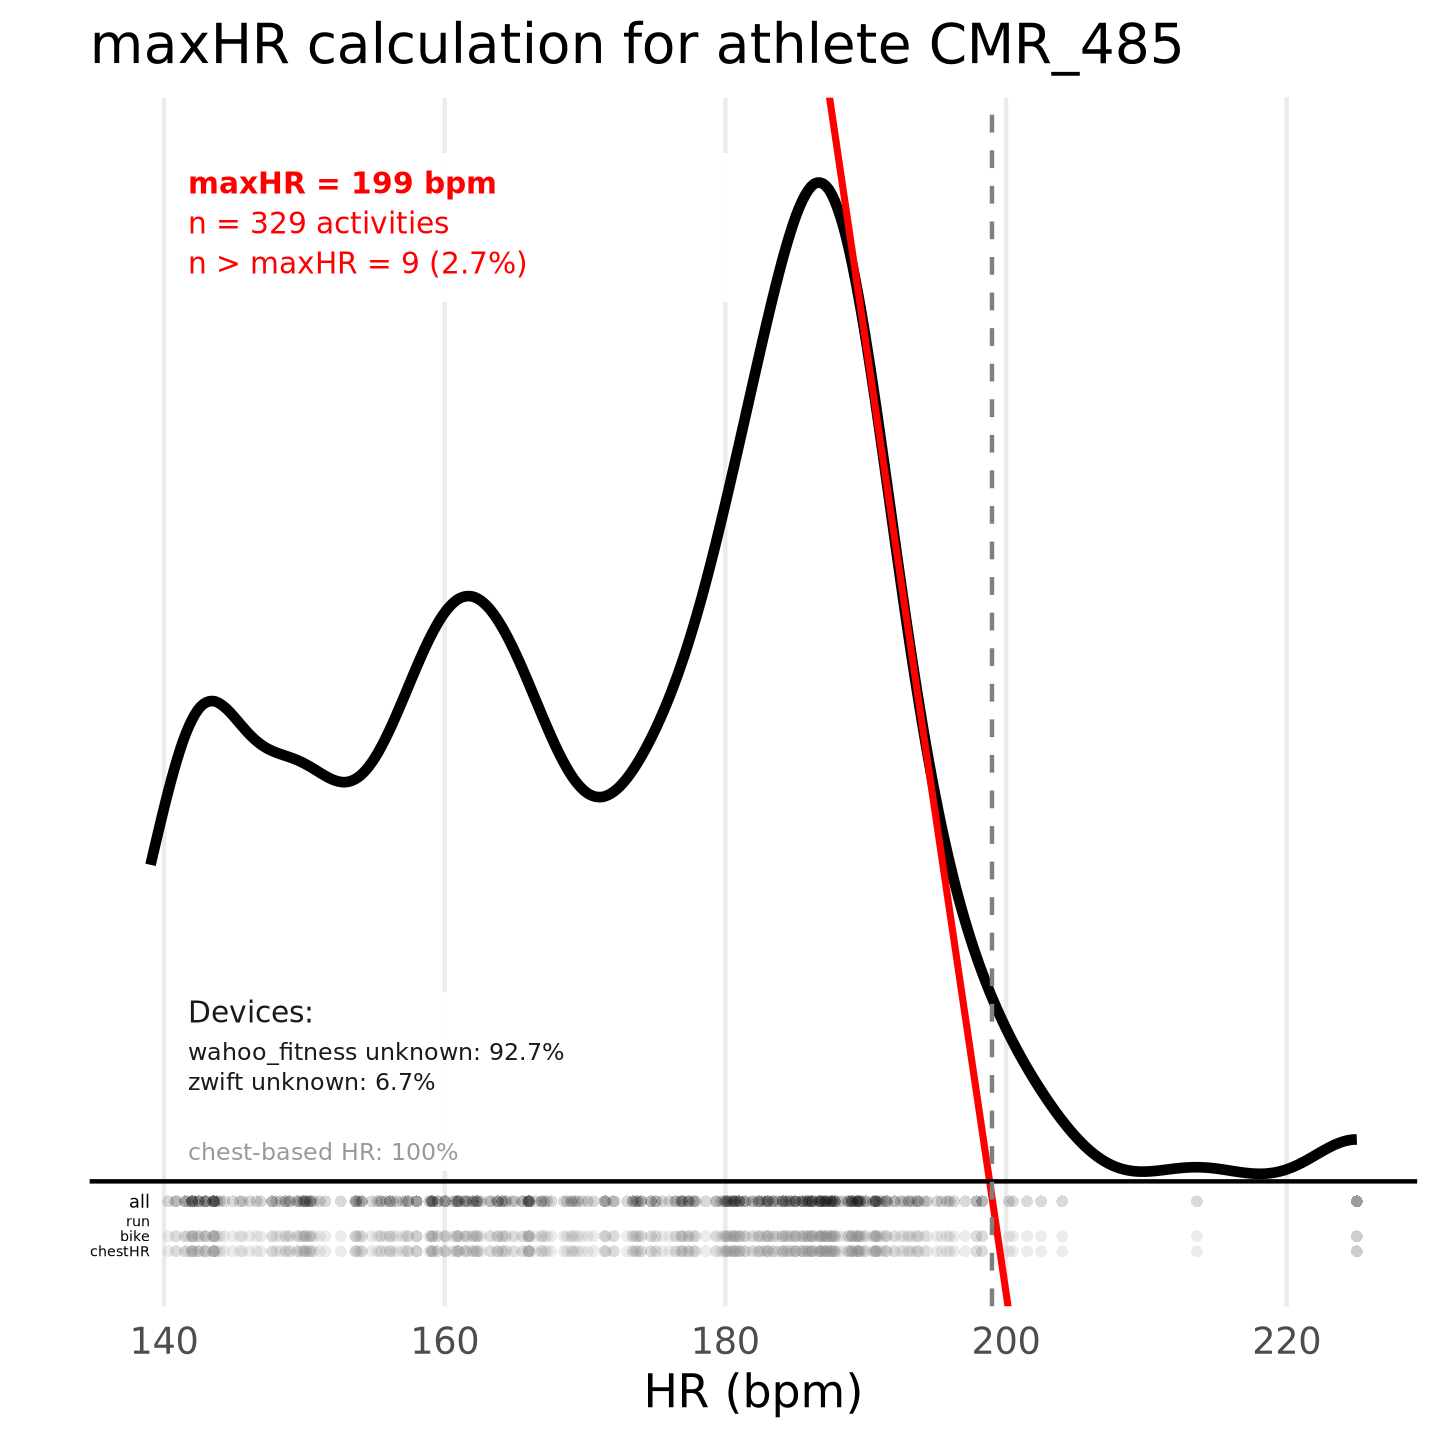 maxHR calculation for athlete CMR_485
maxHR = 199 bpm
n = 329 activities
n > maxHR = 9 (2.7%)
Devices:
wahoo_fitness unknown: 92.7%
zwift unknown: 6.7%
chest-based HR: 100%
all
run
bike
chestHR
140 160 180 200 220
HR (bpm)